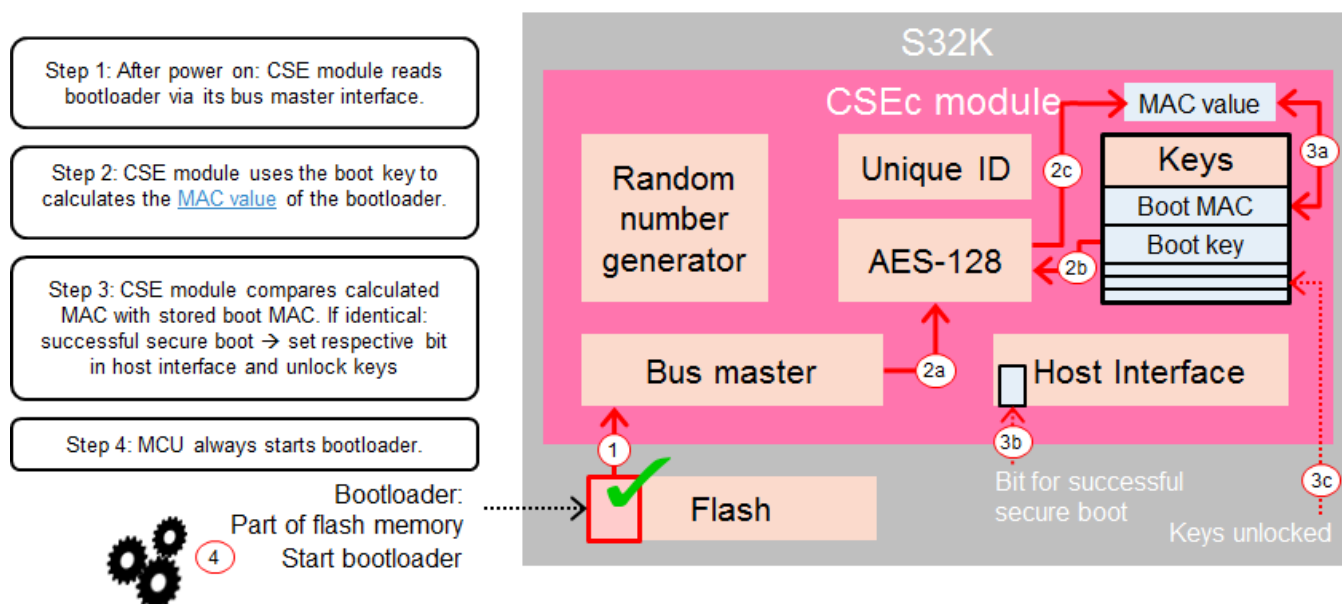 Step 1: After power on: CSE module reads
bootloader via its bus master interface.
Step 2: CSE module uses the boot key to
calculates the MAC value of the bootloader.
Step 3: CSE module compares calculated
MAC with stored boot MAC. If identical:
successful secure boot → set respective bit
in host interface and unlock keys
Step 4: MCU always starts bootloader.
Bootloader:
Part of flash memory
4
Start bootloader
S32K
CSEc module
MAC value
3a
Random
number
generator
Unique ID
2c
Keys
Boot MAC
Boot key
AES-128
2b
Bus master
2a
Host Interface
1
3b
Flash
Bit for successful
secure boot
3c
Keys unlocked